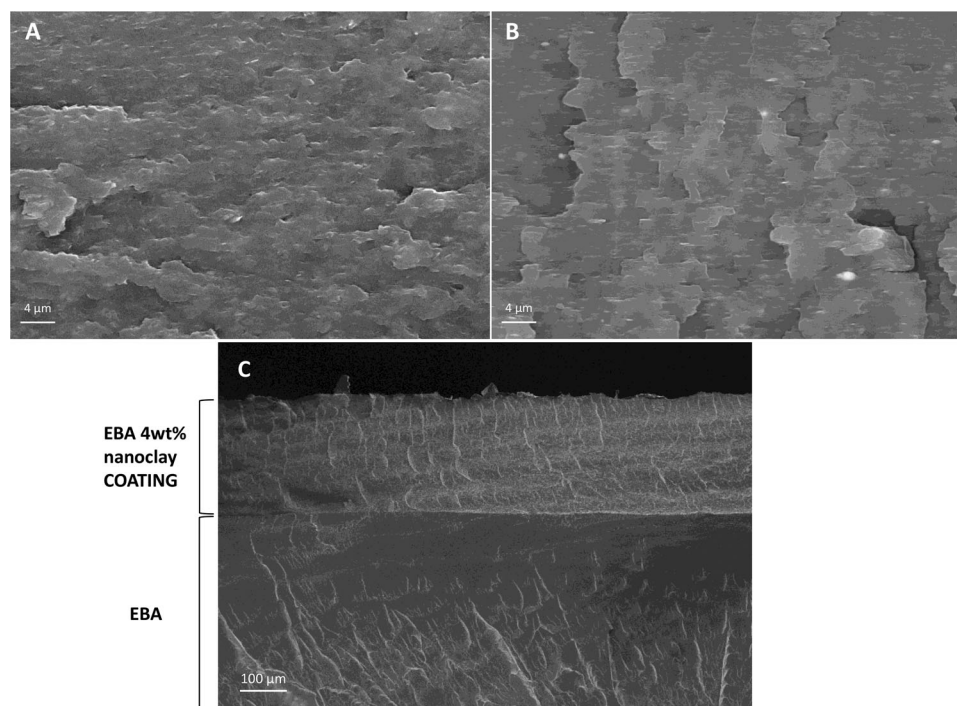 A
B
4 μm
4 μm
C
EBA 4wt%
nanoclay
COATING
EBA
100 μm